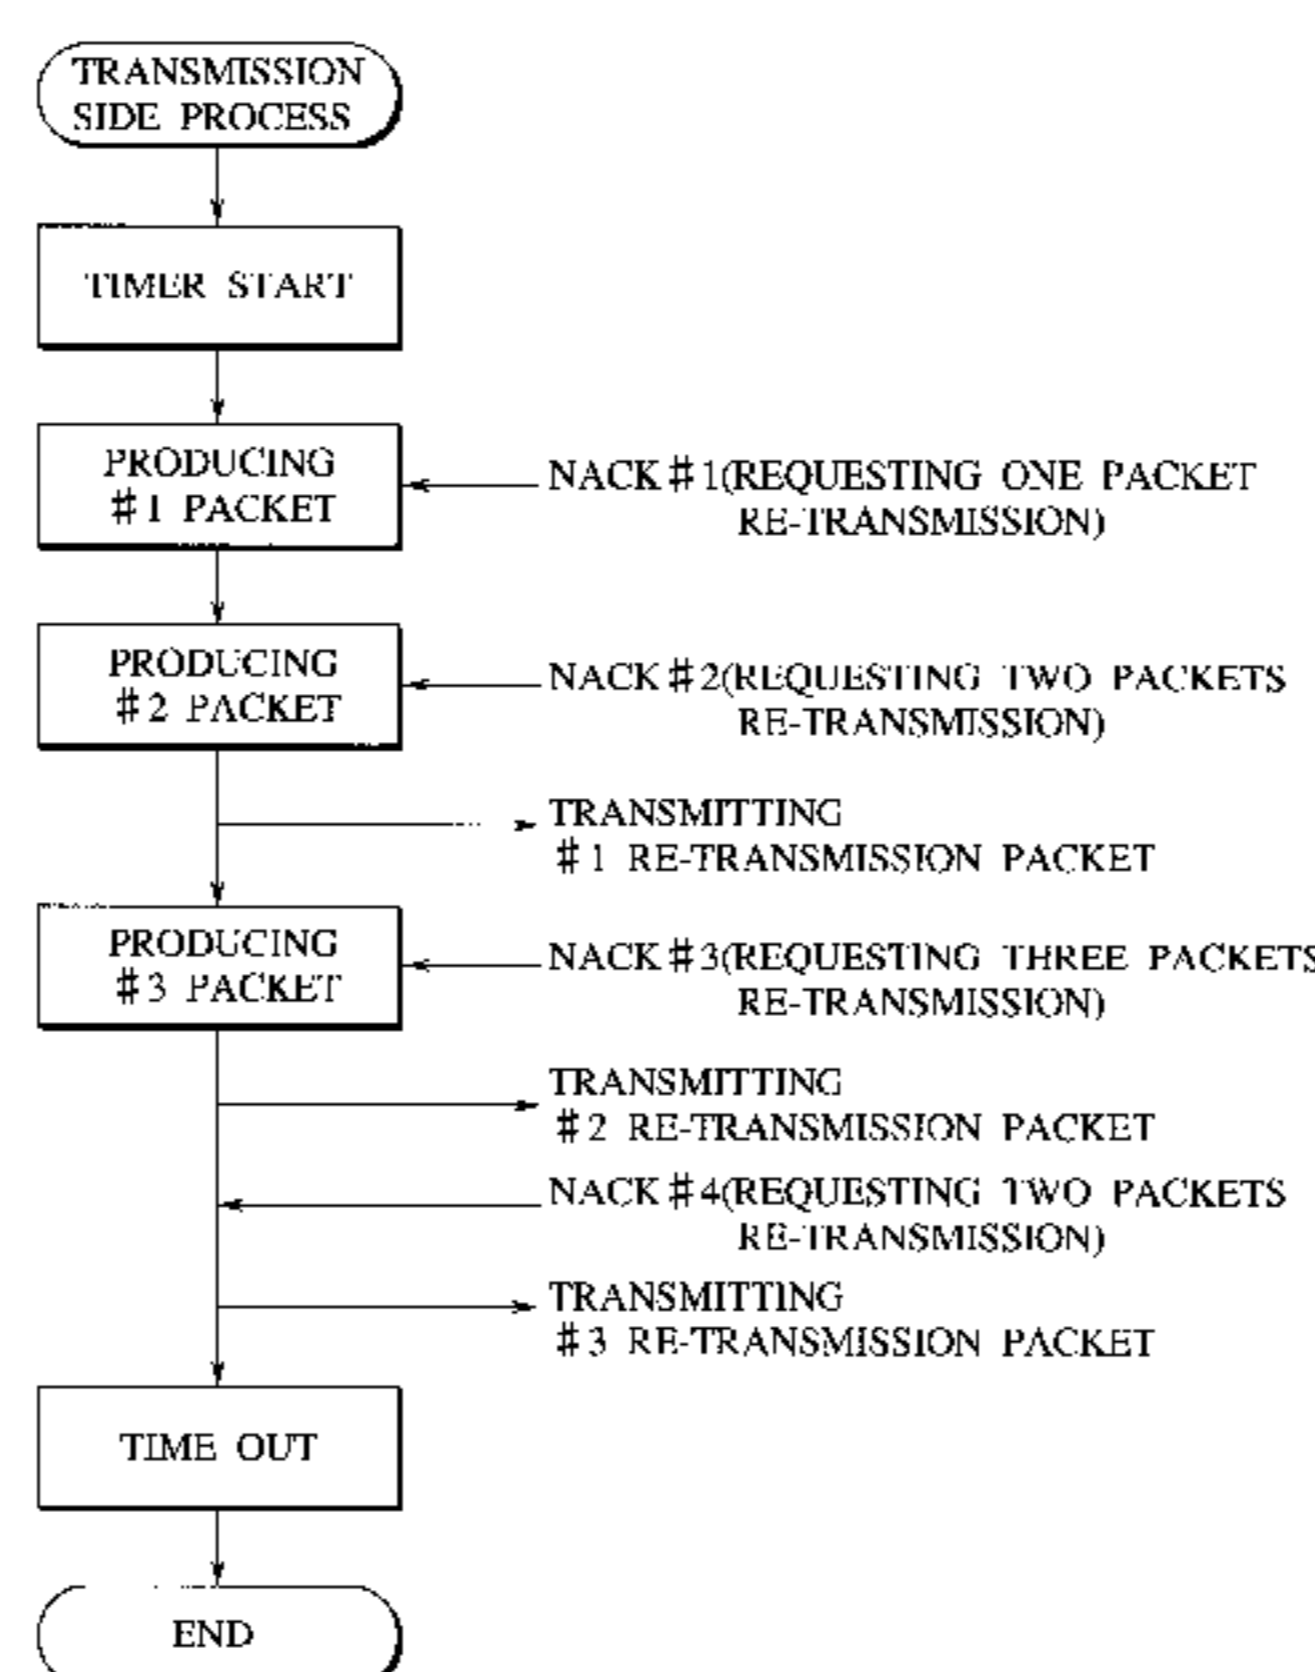 TRANSMISSION
SIDE PROCESS
TIMER START
PRODUCING
#1 PACKET
NACK #1(REQUESTING ONE PACKET
RE-TRANSMISSION)
PRODUCING
#2 PACKET
NACK #2(REQUESTING TWO PACKETS
RE-TRANSMISSION)
TRANSMITTING
#1 RE-TRANSMISSION PACKET
PRODUCING
#3 PACKET
NACK #3(REQUESTING THREE PACKETS
RE-TRANSMISSION)
TRANSMITTING
#2 RE-TRANSMISSION PACKET
NACK #4(REQUESTING TWO PACKETS
RE-TRANSMISSION)
TRANSMITTING
#3 RE-TRANSMISSION PACKET
TIME OUT
END